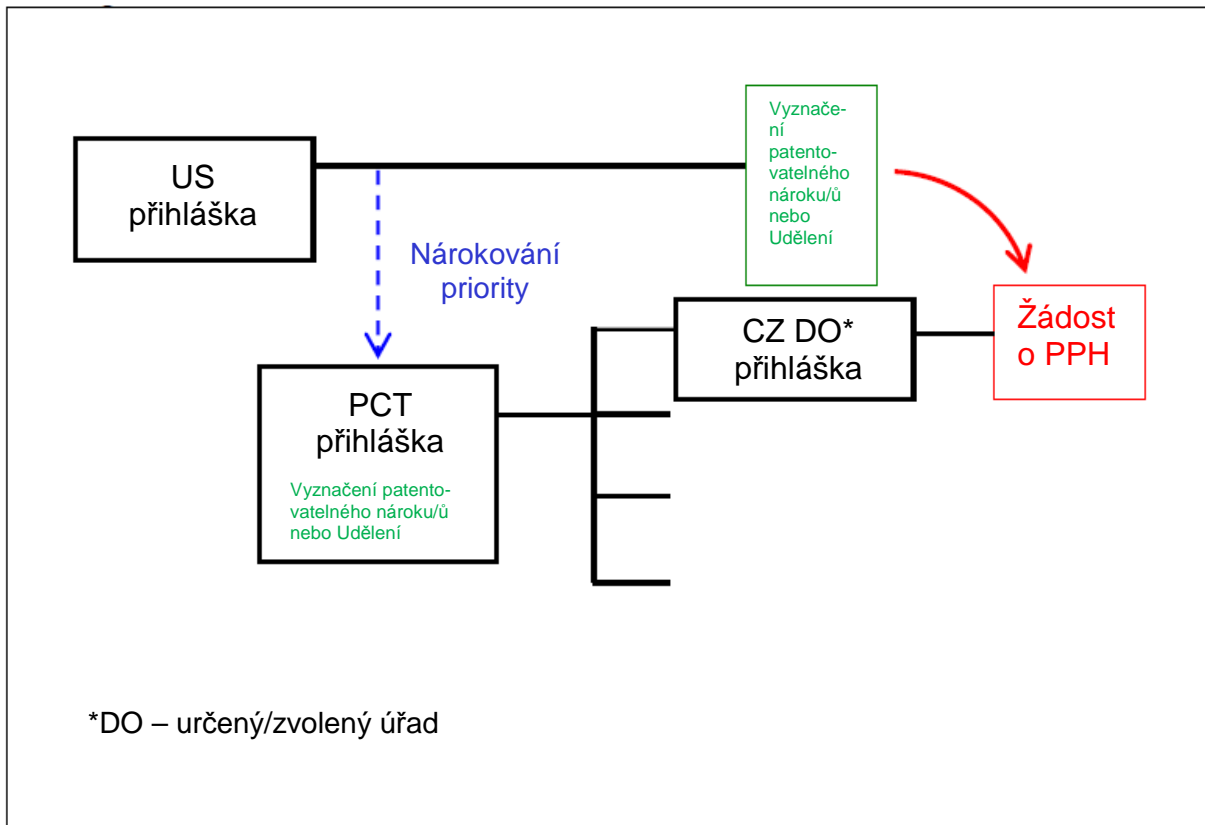 US
přihláška
Nárokování
priority
Vyznače-
ní
patento-
vatelného
nároku/ů
nebo
Udělení
CZ DO*
přihláška
Žádost
o PPH
PCT
přihláška
Vyznačení patento-
vatelného nároku/ů
nebo Udělení
*DO – určený/zvolený úřad